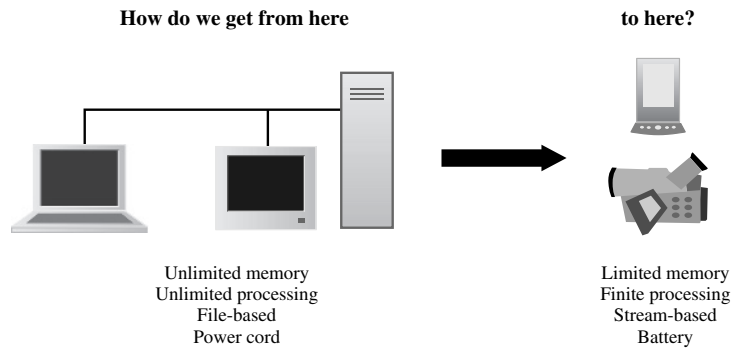 How do we get from here
to here?
Unlimited memory
Unlimited processing
File-based
Power cord
Limited memory
Finite processing
Stream-based
Battery